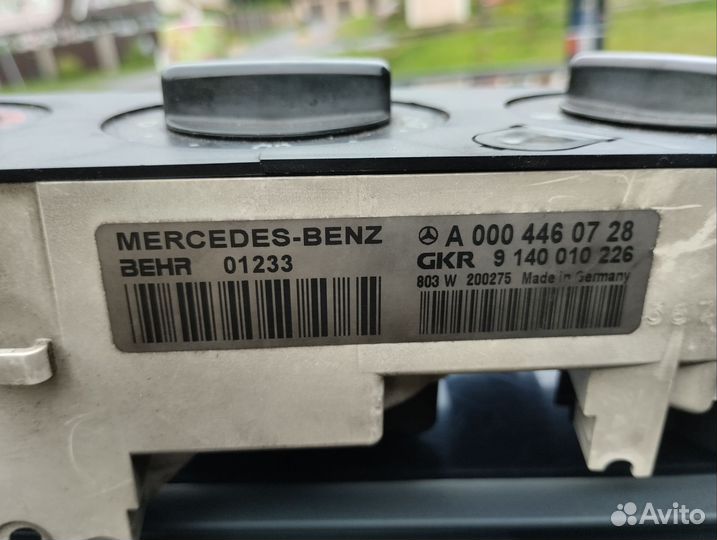 MERCEDES-BENZ
BEHR 01233
A 000 446 07 28
GKR 9 140 010 226
803 W 200275 Made in Germany
Avito